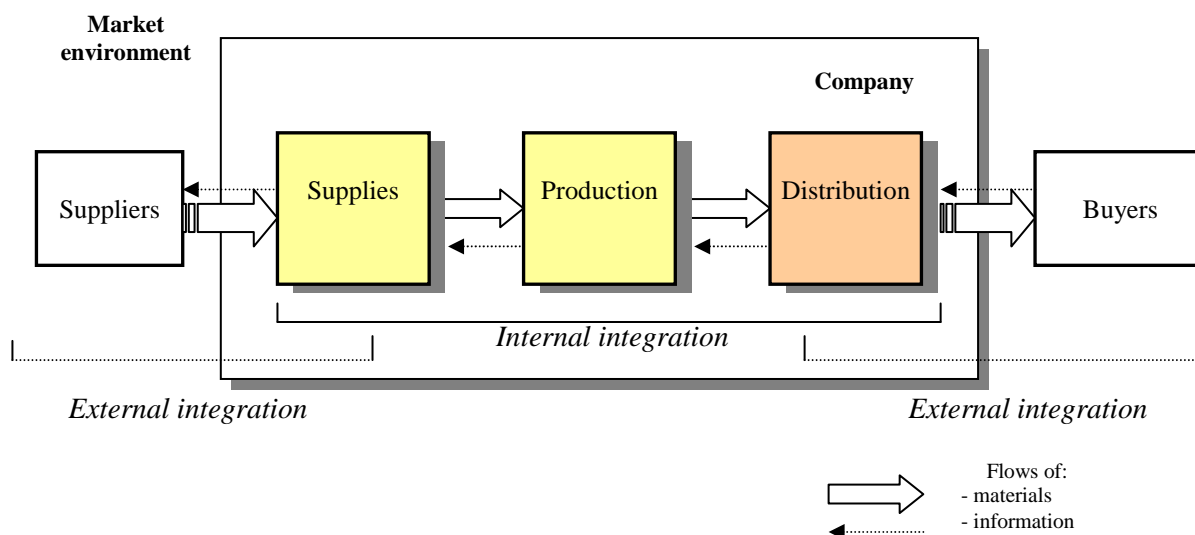 Market
environment
Company
Suppliers
Supplies
Production
Distribution
Buyers
Internal integration
External integration
External integration
Flows of:
- materials
- information